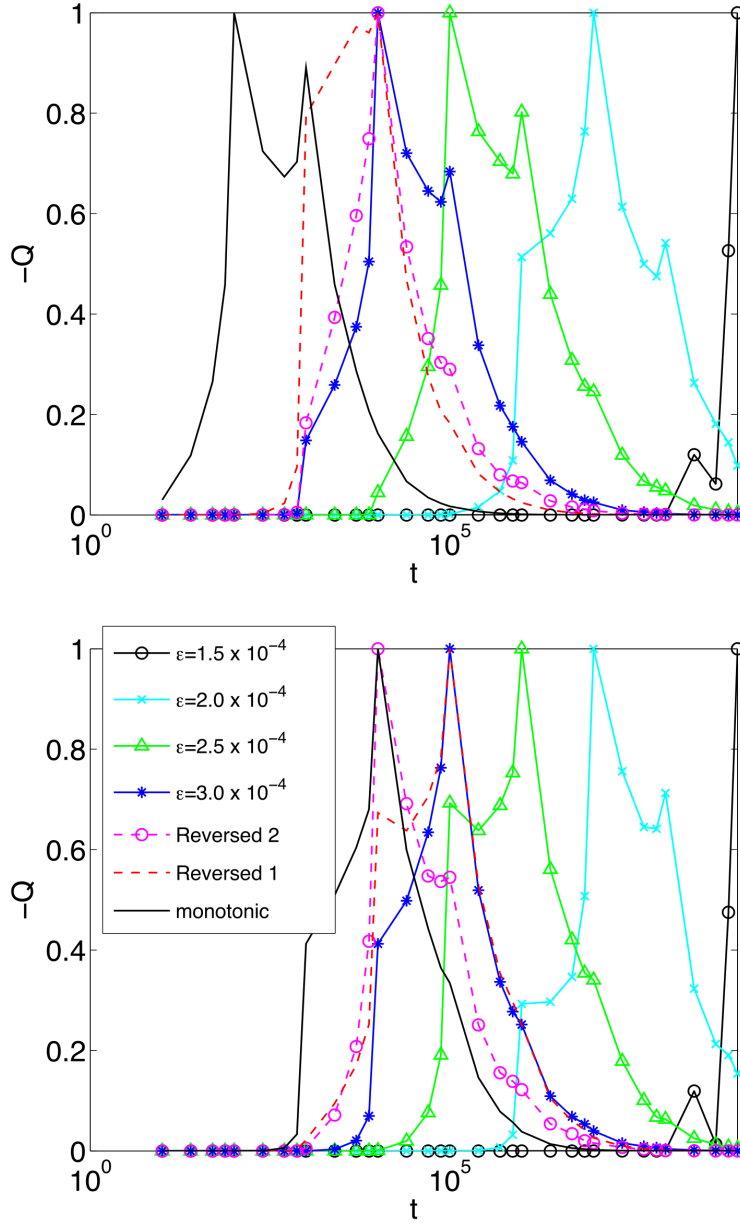 1
0.8
0.6
0.4
0.2
0
-Q
10^0
10^5
t
1
0.8
0.6
0.4
0.2
0
-Q
ε=1.5 x 10^-4
ε=2.0 x 10^-4
ε=2.5 x 10^-4
ε=3.0 x 10^-4
Reversed 2
Reversed 1
monotonic
10^0
10^5
t